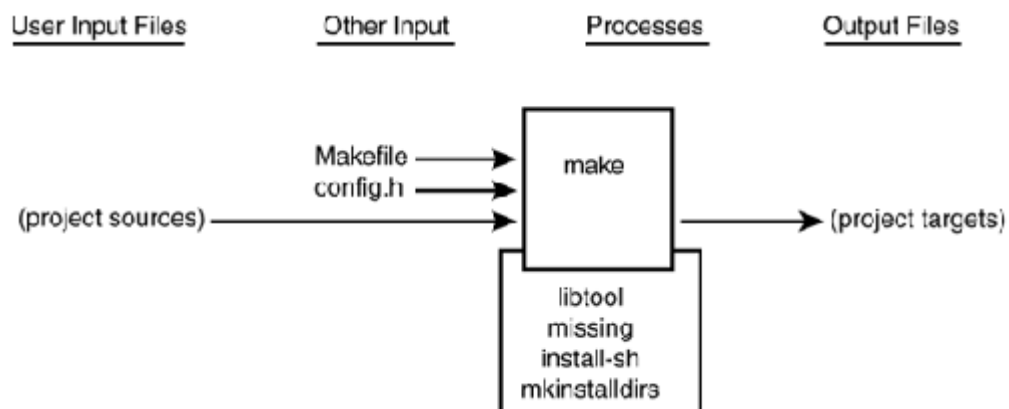 User Input Files
Other Input
Processes
Output Files
Makefile
config.h
make
(project sources)
(project targets)
libtool
missing
install-sh
mkinstalldirs